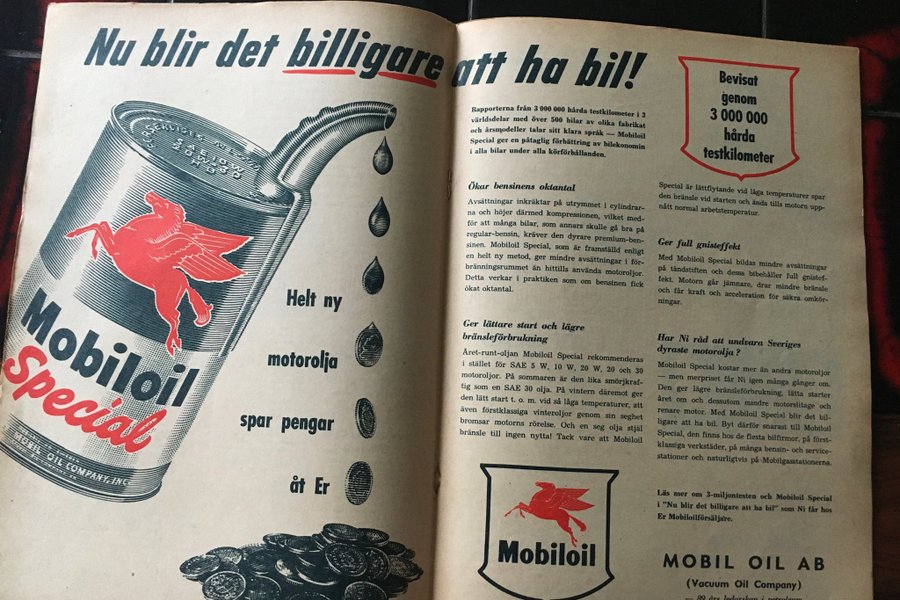 Nu blir det billigare att ha bil!
SERVICES
SAE 10W
20W 20
Mobiloil
Special
MOBIL OIL COMPANY, INC.
Helt ny
motorolja
spar pengar
åt Er
Rapporterna från 3 000 000 hårda testkilometer i 3
världsdelar med över 500 bilar av olika fabrikat
och årsmodeller talar sitt klara språk — Mobiloil
Special ger en påtaglig förbättring av bilekonomin
i alla bilar under alla körförhållanden.
Bevisat
genom
3 000 000
hårda
testkilometer
Ökar bensinens oktantal
Avsättningar inkräktar på utrymmet i cylindrar-
na och höjer därmed kompressionen, vilket med-
för att många bilar, som annars skulle gå bra på
regular-bensin, kräver den dyrare premium-ben-
sinen. Mobiloil Special, som är framställd enligt
en helt ny metod, ger mindre avsättningar i för-
bränningsrummet än hittills använda motoroljor.
Detta verkar i praktiken som om bensinen fick
ökat oktantal.
Ger lättare start och lägre
bränsleförbrukning
Året-runt-oljan Mobiloil Special rekommenderas
i stället för SAE 5 W, 10 W, 20 W, 20 och 30
motoroljor. På sommaren är den lika smörjkraf-
tig som en SAE 30 olja. På vintern däremot ger
den lätt start t. o. m. vid så låga temperaturer, att
även förstklassiga vinteroljor genom sin seghet
bromsar motorns rörelse. Och en seg olja stjäl
bränsle till ingen nytta! Tack vare att Mobiloil
Special är lättflytande vid låga temperaturer spar
den bränsle vid starten och ända tills motorn upp-
nått normal arbetstemperatur.
Ger full gnisteffekt
Med Mobiloil Special bildas mindre avsättningar
på tändstiften och dessa bibehåller full gnistef-
fekt. Motorn går jämnare, drar mindre bränsle
och får kraft och acceleration för säkra omkör-
ningar.
Har Ni råd att undvara Sveriges
dyraste motorolja?
Mobiloil Special kostar mer än andra motoroljor
— men merpriset får Ni igen många gånger om.
Den ger lägre bränsleförbrukning, lätta starter
året om och dessutom mindre motorslitage och
renare motor. Med Mobiloil Special blir det bil-
ligare att ha bil. Byt därför snarast till Mobiloil
Special, den finns hos de flesta bilfirmor, på först-
klassiga verkstäder, på många bensin- och service-
stationer och naturligtvis på Mobilgasstationerna.
Läs mer om 3-miljontesten och Mobiloil Special
i "Nu blir det billigare att ha bil" som Ni får hos
Er Mobiloilförsäljare.
Mobiloil
MOBIL OIL AB
(Vacuum Oil Company)
— 89 års ledarskap i petroleum